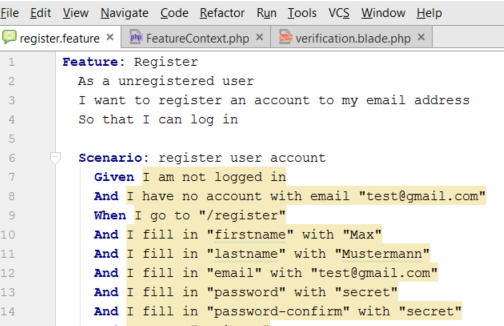 File Edit View Navigate Code Refactor Run Tools VCS Window Help
register.feature × php FeatureContext.php × verification.blade.php ×
1 Feature: Register
2 As a unregistered user
3 I want to register an account to my email address
4 So that I can log in
5
6 Scenario: register user account
7 Given I am not logged in
8 And I have no account with email "test@gmail.com"
9 When I go to "/register"
10 And I fill in "firstname" with "Max"
11 And I fill in "lastname" with "Mustermann"
12 And I fill in "email" with "test@gmail.com"
13 And I fill in "password" with "secret"
14 And I fill in "password-confirm" with "secret"